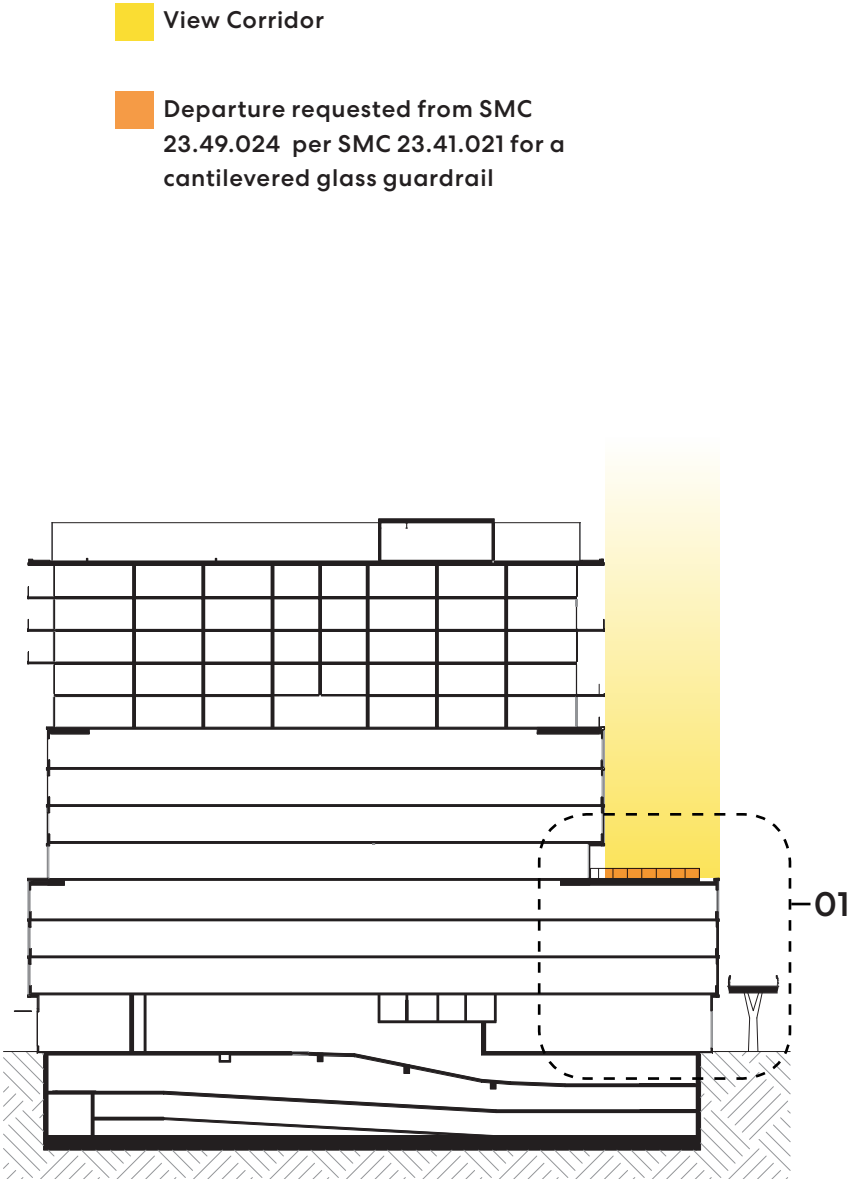 View Corridor
Departure requested from SMC
23.49.024 per SMC 23.41.021 for a
cantilevered glass guardrail
01